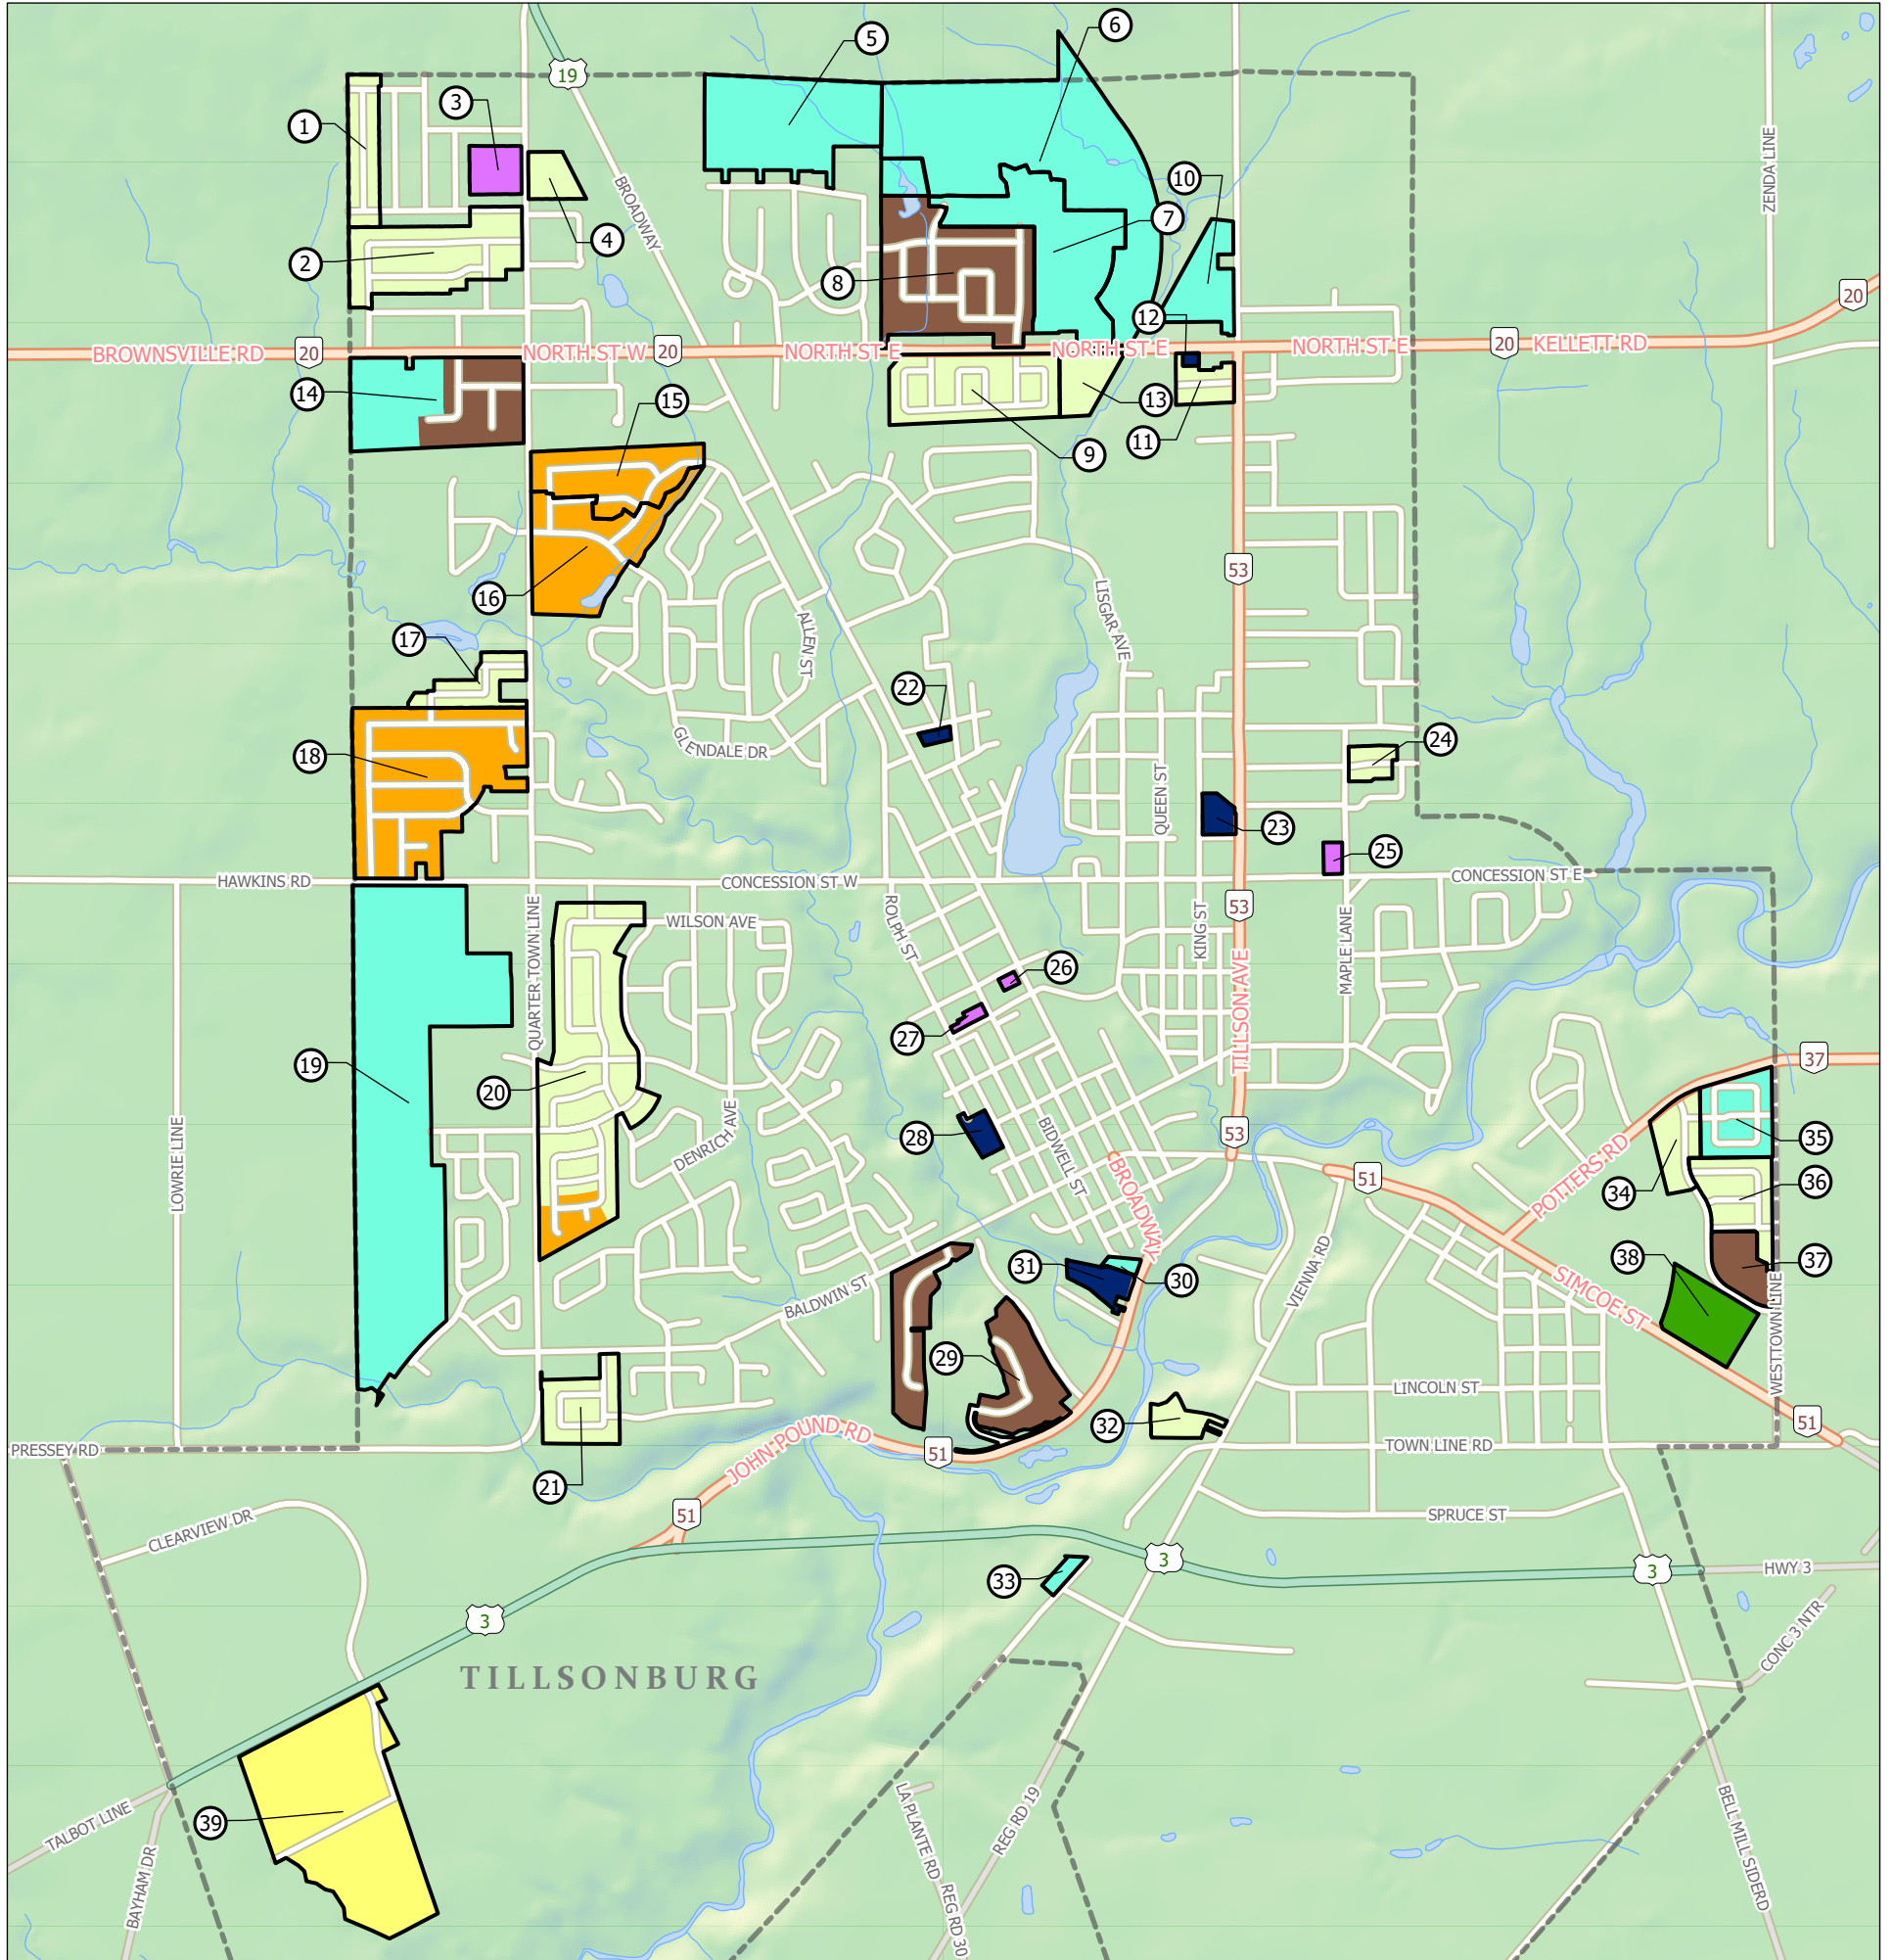 6
5
19
3
1
ZENDA LINE
10
BROADWAY
7
4
2
8
20
12
BROWNSVILLE RD
20
NORTH ST W
20
NORTH ST E
NORTH ST E
NORTH ST E
20
KELLETT RD
14
15
13
11
9
53
16
LISGAR AVE
ALLEN ST
17
22
GLENDALE DR
24
18
QUEEN ST
23
25
HAWKINS RD
CONCESSION ST W
CONCESSION ST E
53
WILSON AVE
ROLPH ST
KING ST
MAPLE LANE
QUARTER TOWN LINE
26
TILLSON AVE
27
19
20
37
LOWRIE LINE
DENRICH AVE
28
BIDWELL ST
53
35
POTTERS RD
51
34
36
BROADWAY
38
37
31
30
VIENNA RD
SIMCOE ST
BALDWIN ST
WEST TOWN LINE
29
LINCOLN ST
32
51
PRESSEY RD
JOHN POUND RD
51
TOWN LINE RD
21
51
SPRUCE ST
CLEARVIEW DR
3
3
HWY 3
33
3
CONC 3 NTR
TILLSONBURG
39
TALBOT LINE
LA PLANTE RD
REG RD 19
BELL MILL SIDERD
BAYHAM DR
REG RD 30